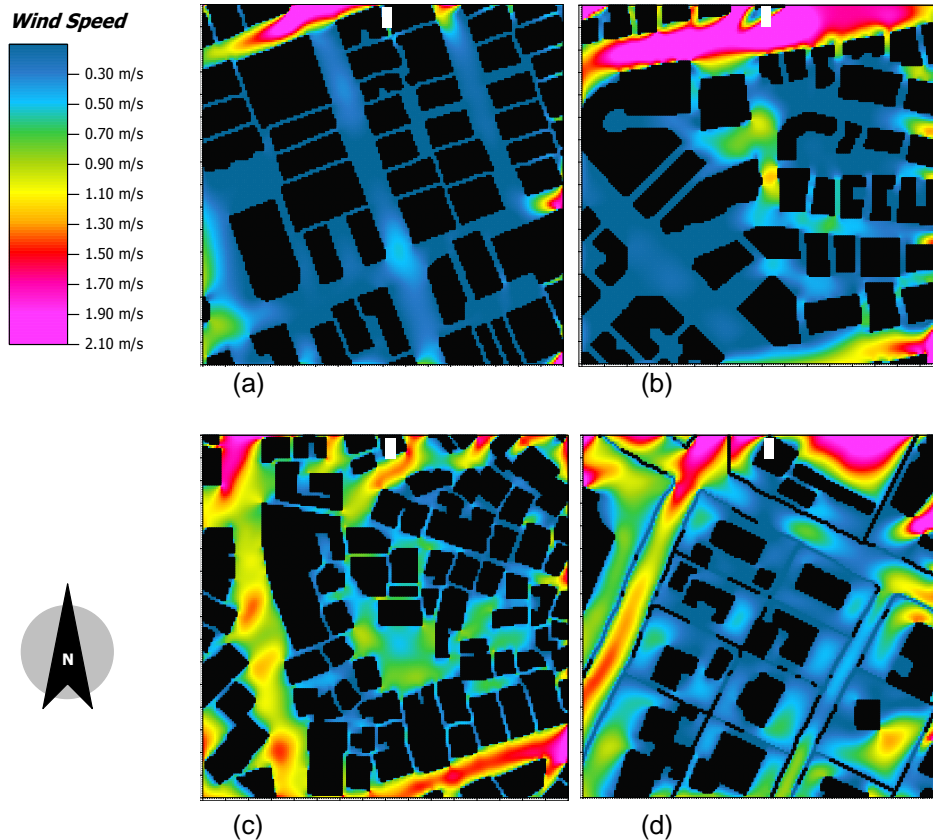 Wind Speed
0.30 m/s
0.50 m/s
0.70 m/s
0.90 m/s
1.10 m/s
1.30 m/s
1.50 m/s
1.70 m/s
1.90 m/s
2.10 m/s
(a)
(b)
N
(c)
(d)